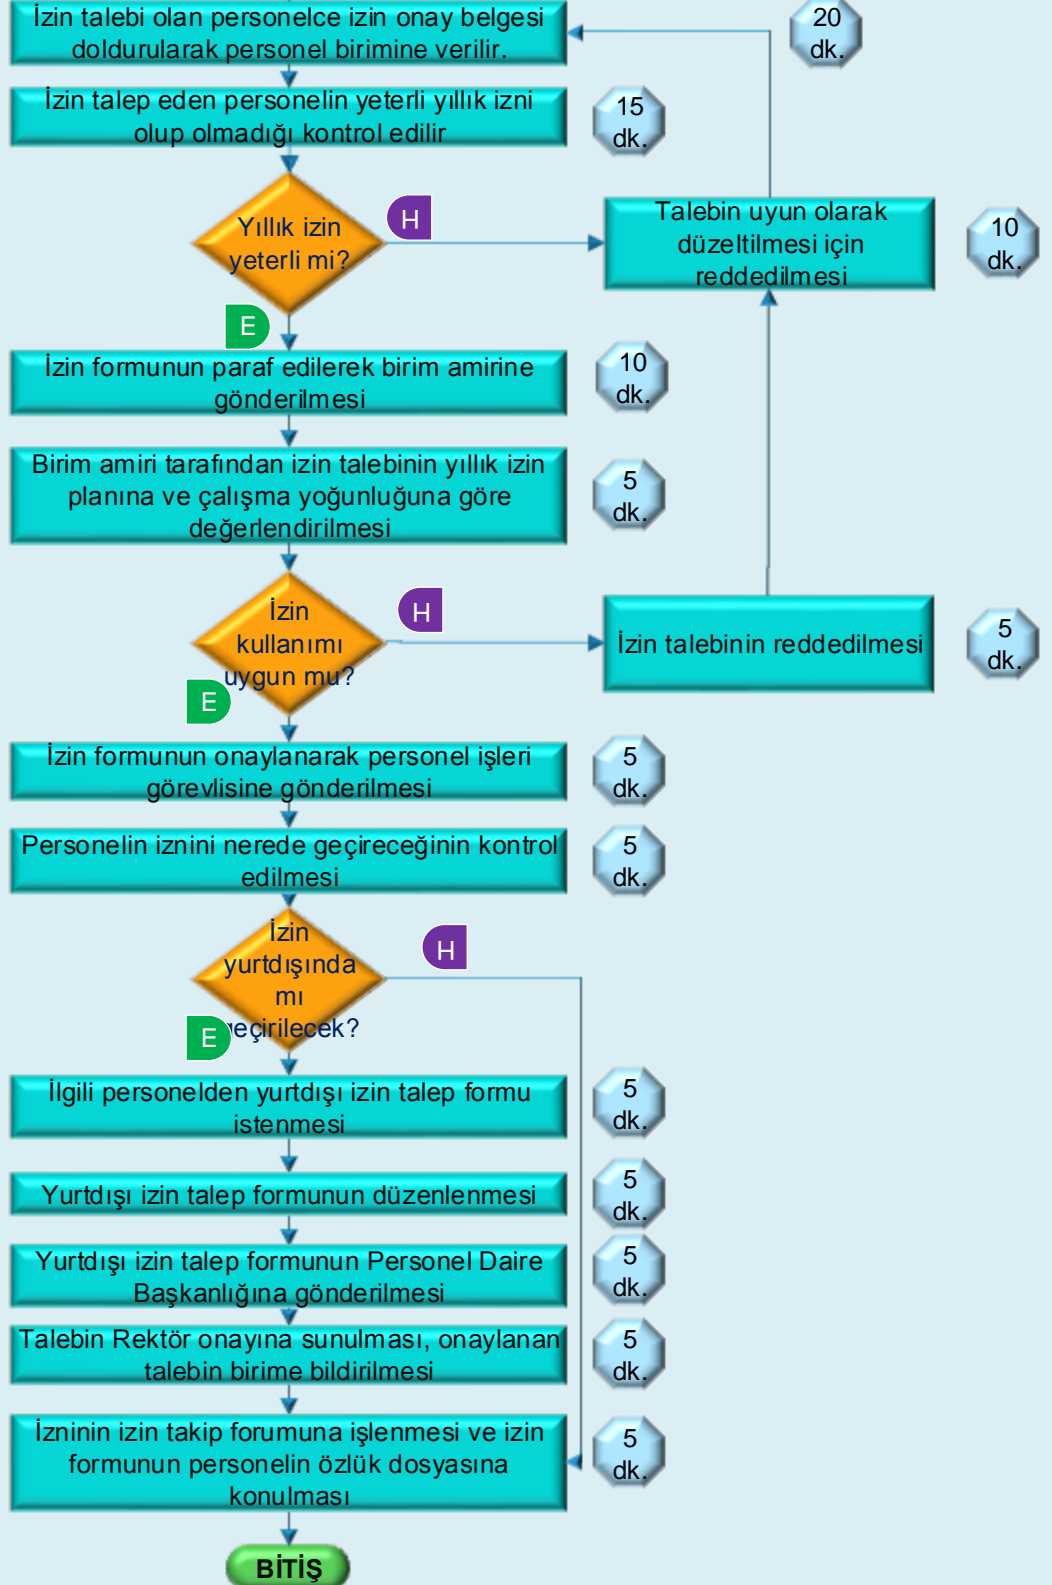 İzin talebi olan personelce izin onay belgesi
doldurularak personel birimine verilir.
20
dk.
İzin talep eden personelin yeterli yıllık izni
olup olmadığı kontrol edilir
15
dk.
Yıllık izin
yeterli mi?
H
Talebin uyun olarak
düzeltilmesi için
reddedilmesi
10
dk.
E
İzin formunun paraf edilerek birim amirine
gönderilmesi
10
dk.
Birim amiri tarafından izin talebinin yıllık izin
planına ve çalışma yoğunluğuna göre
değerlendirilmesi
5
dk.
İzin
kullanımı
uygun mu?
H
İzin talebinin reddedilmesi
5
dk.
E
İzin formunun onaylanarak personel işleri
görevlisine gönderilmesi
5
dk.
Personelin iznini nerede geçireceğinin kontrol
edilmesi
5
dk.
İzin
yurtdışında
mı
geçirilecek?
H
E
İlgili personelden yurtdışı izin talep formu
istenmesi
5
dk.
Yurtdışı izin talep formunun düzenlenmesi
5
dk.
Yurtdışı izin talep formunun Personel Daire
Başkanlığına gönderilmesi
5
dk.
Talebin Rektör onayına sunulması, onaylanan
talebin birime bildirilmesi
5
dk.
İzninin izin takip forumuna işlenmesi ve izin
formunun personelin özlük dosyasına
konulması
5
dk.
BİTİŞ